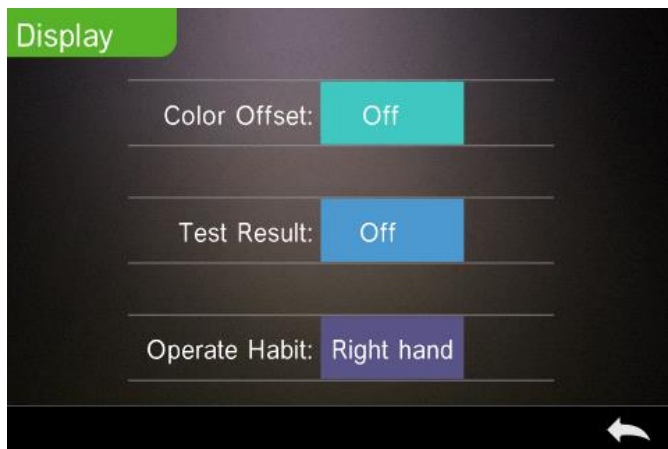 Display
Color Offset: Off
Test Result: Off
Operate Habit: Right hand